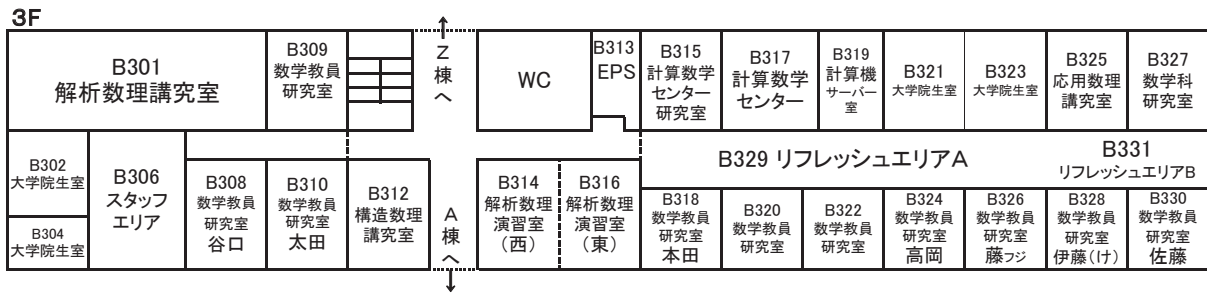 3F
B301
解析数理講究室
B309
数学教員
研究室
Z
棟
へ
WC
B313
EPS
B315
計算数学
センター
研究室
B317
計算数学
センター
B319
計算機
サーバー
室
B321
大学院生室
B323
大学院生室
B325
応用数理
講究室
B327
数学科
研究室
B329 リフレッシュエリアA
B331
リフレッシュエリアB
B302
大学院生室
B304
大学院生室
B306
スタッフ
エリア
B308
数学教員
研究室
谷口
B310
数学教員
研究室
太田
B312
構造数理
講究室
A
棟
へ
B314
解析数理
演習室
(西)
B316
解析数理
演習室
(東)
B318
数学教員
研究室
本田
B320
数学教員
研究室
B322
数学教員
研究室
B324
数学教員
研究室
高岡
B326
数学教員
研究室
藤フジ
B328
数学教員
研究室
伊藤(け)
B330
数学教員
研究室
佐藤